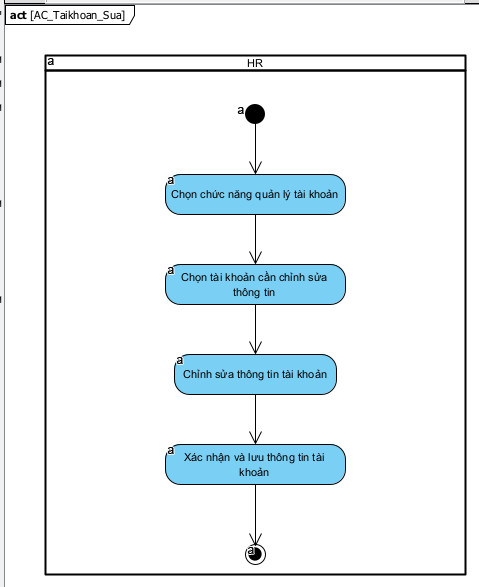 act [AC_Taikhoan_Sua]
a
HR
a
a
Chọn chức năng quản lý tài khoản
a
Chọn tài khoản cần chỉnh sửa
thông tin
a
Chỉnh sửa thông tin tài khoản
a
Xác nhận và lưu thông tin tài
khoản
a